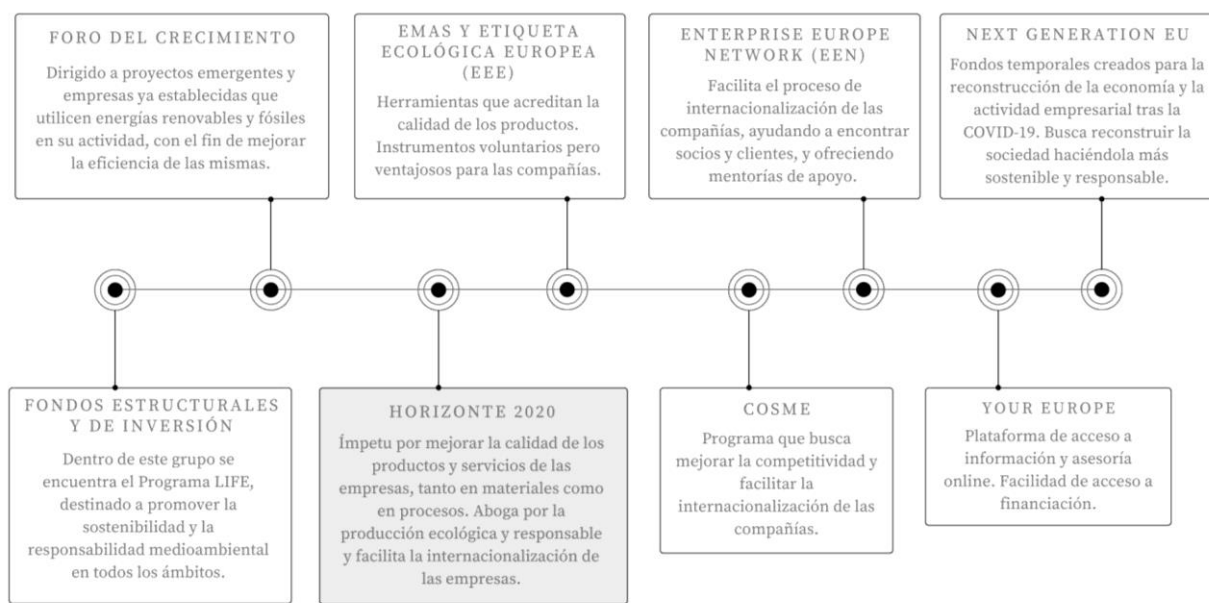 FORO DEL CRECIMIENTO
Dirigido a proyectos emergentes y
empresas ya establecidas que
utilicen energías renovables y fósiles
en su actividad, con el fin de mejorar
la eficiencia de las mismas.
EMAS Y ETIQUETA
ECOLÓGICA EUROPEA
(EEE)
Herramientas que acreditan la
calidad de los productos.
Instrumentos voluntarios pero
ventajosos para las compañías.
ENTERPRISE EUROPE
NETWORK (EEN)
Facilita el proceso de
internacionalización de las
compañías, ayudando a encontrar
socios y clientes, y ofreciendo
mentorías de apoyo.
NEXT GENERATION EU
Fondos temporales creados para la
reconstrucción de la economía y la
actividad empresarial tras la
COVID-19. Busca reconstruir la
sociedad haciéndola más
sostenible y responsable.
FONDOS ESTRUCTURALES
Y DE INVERSIÓN
Dentro de este grupo se
encuentra el Programa LIFE,
destinado a promover la
sostenibilidad y la
responsabilidad medioambiental
en todos los ámbitos.
HORIZONTE 2020
Ímpetu por mejorar la calidad de los
productos y servicios de las
empresas, tanto en materiales como
en procesos. Aboga por la
producción ecológica y responsable
y facilita la internacionalización de
las empresas.
COSME
Programa que busca
mejorar la competitividad y
facilitar la
internacionalización de las
compañías.
YOUR EUROPE
Plataforma de acceso a
información y asesoría
online. Facilidad de acceso a
financiación.